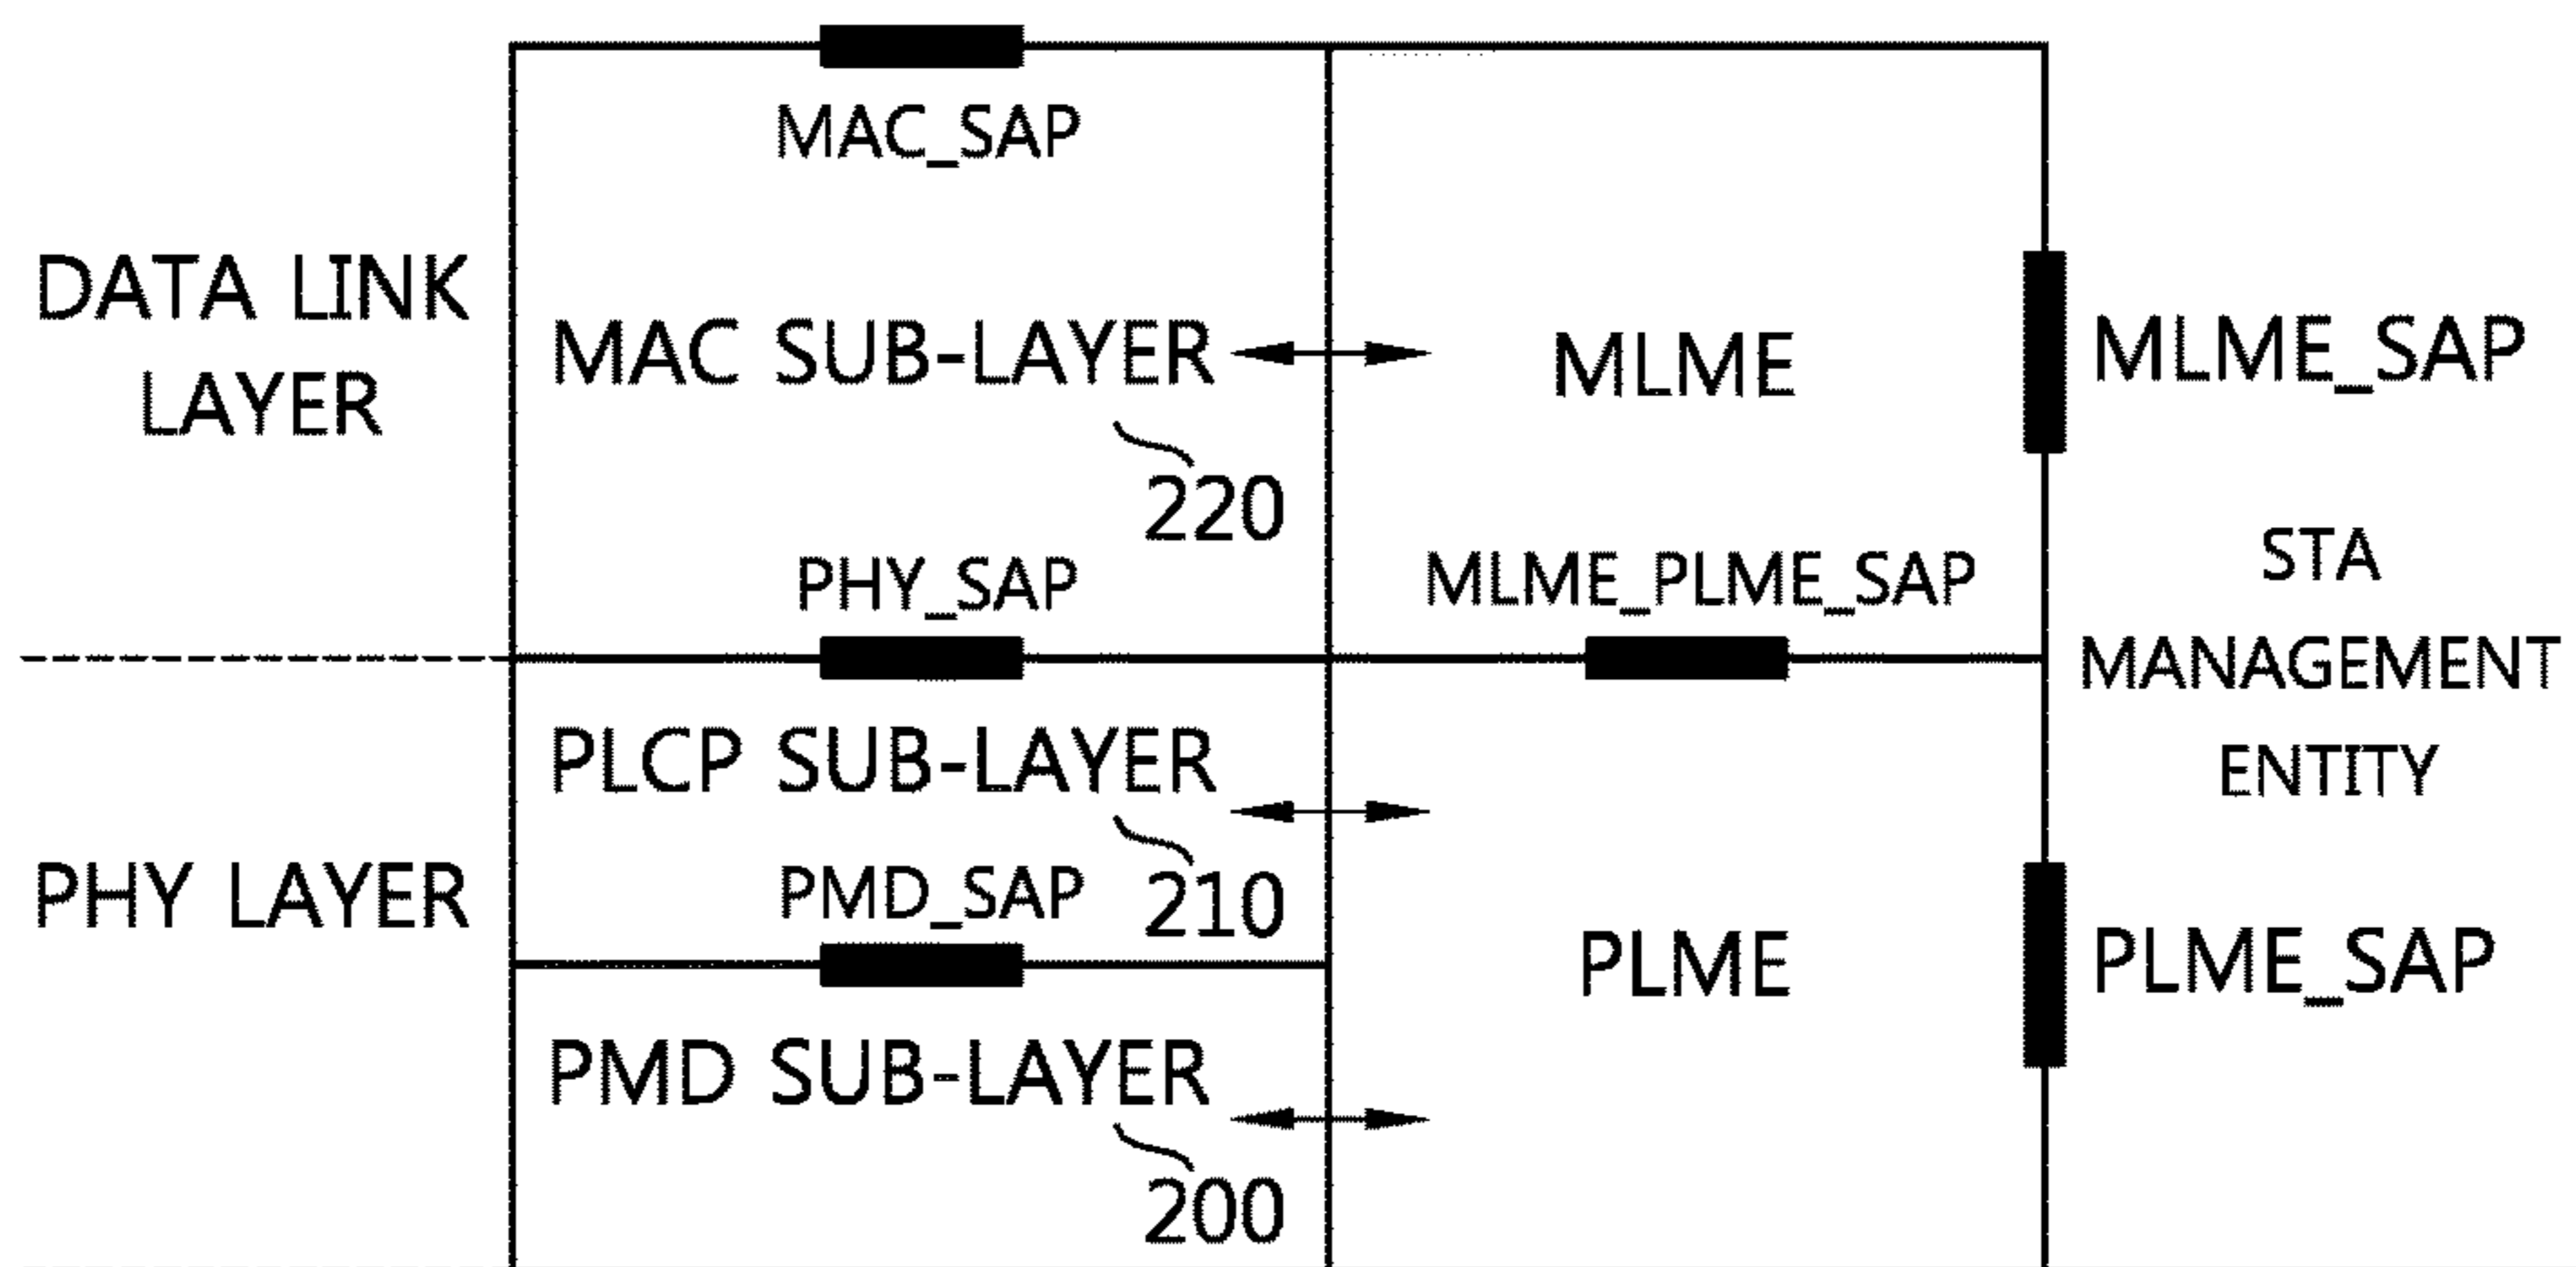 MAC_SAP
DATA LINK
LAYER
MAC SUB-LAYER
220
MLME
MLME_SAP
PHY_SAP
MLME_PLME_SAP
STA
MANAGEMENT
ENTITY
PLCP SUB-LAYER
210
PHY LAYER
PMD_SAP
PLME
PLME_SAP
PMD SUB-LAYER
200